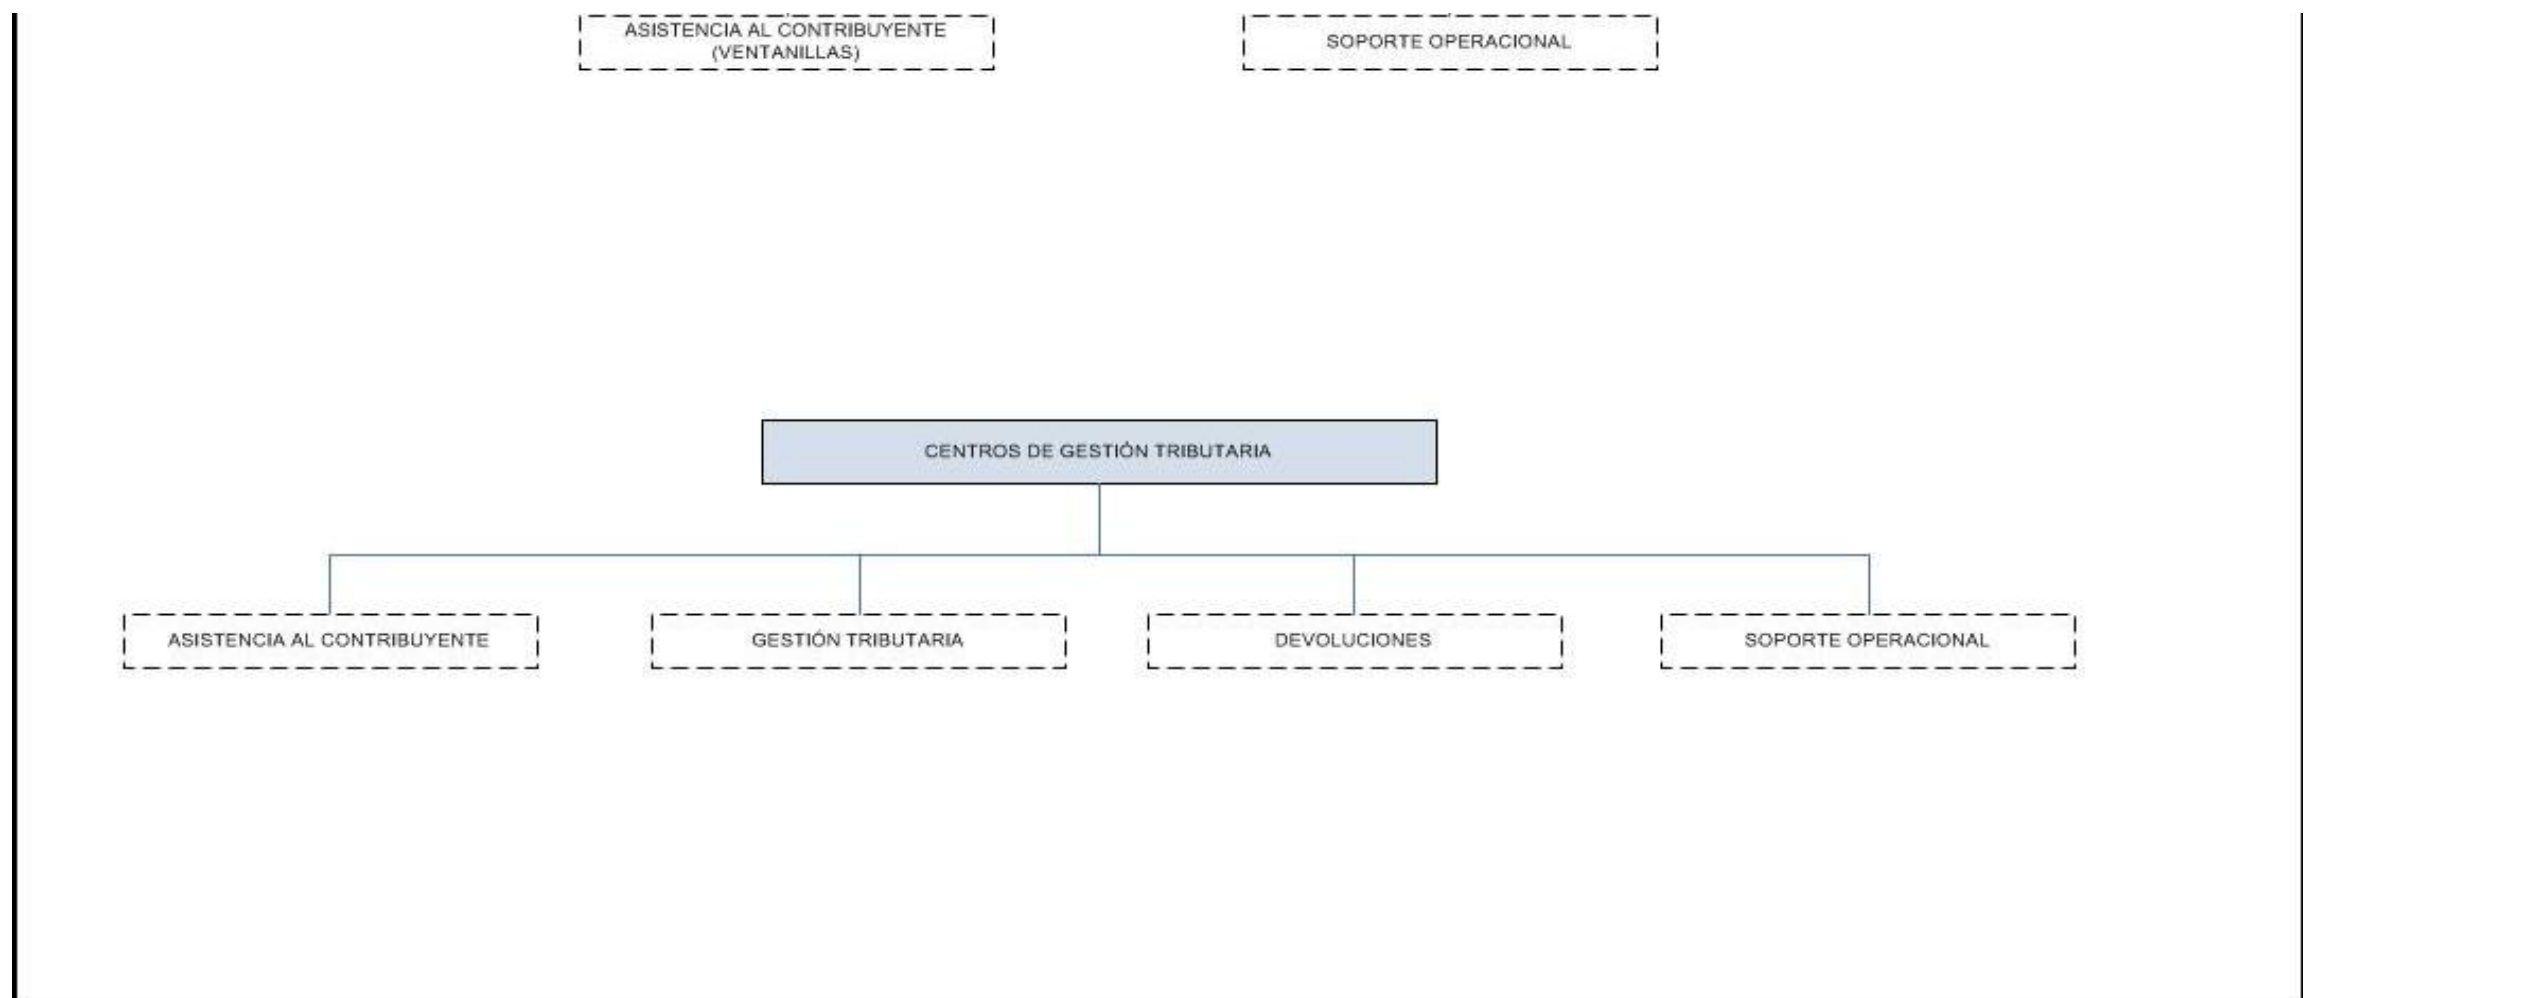 ASISTENCIA AL CONTRIBUYENTE
(VENTANILLAS)
SOPORTE OPERACIONAL
CENTROS DE GESTIÓN TRIBUTARIA
ASISTENCIA AL CONTRIBUYENTE
GESTIÓN TRIBUTARIA
DEVOLUCIONES
SOPORTE OPERACIONAL